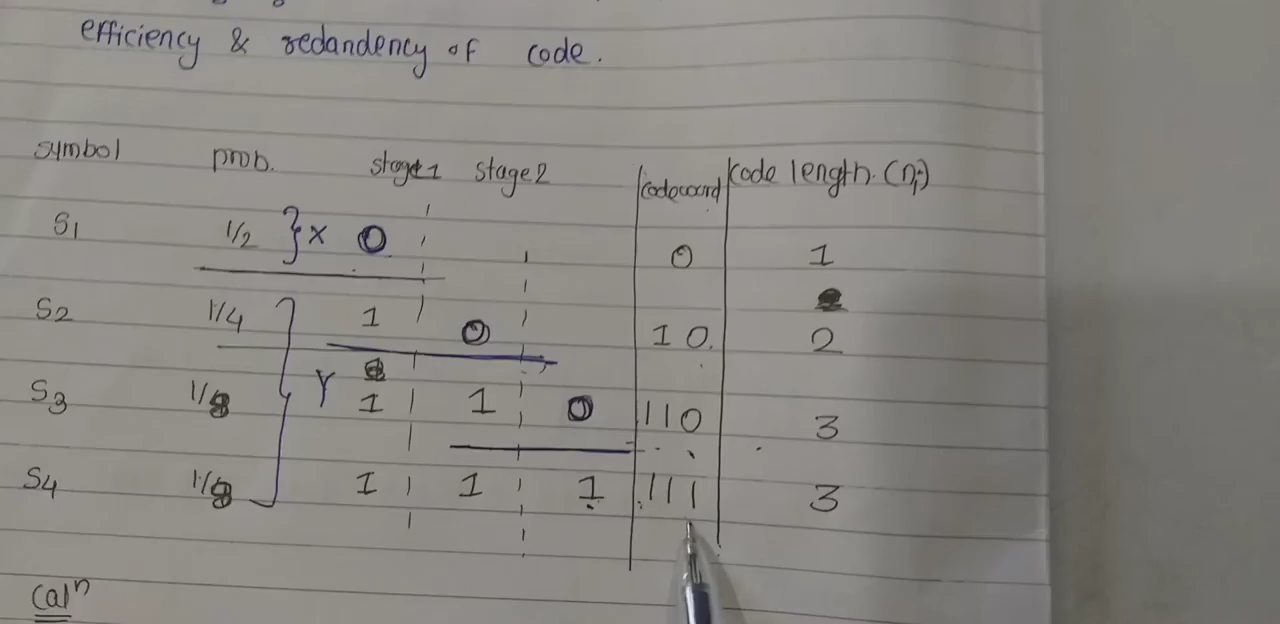 efficiency & redandency of code.
symbol prob. stage1 stage2 codeword code length. (ni)
S1 1/2 } x 0 0 1
S2 1/4 1 0 10. 2
S3 1/8 Y 1 1 0 110 3
S4 1/8 1 1 1 111 3
Calⁿ